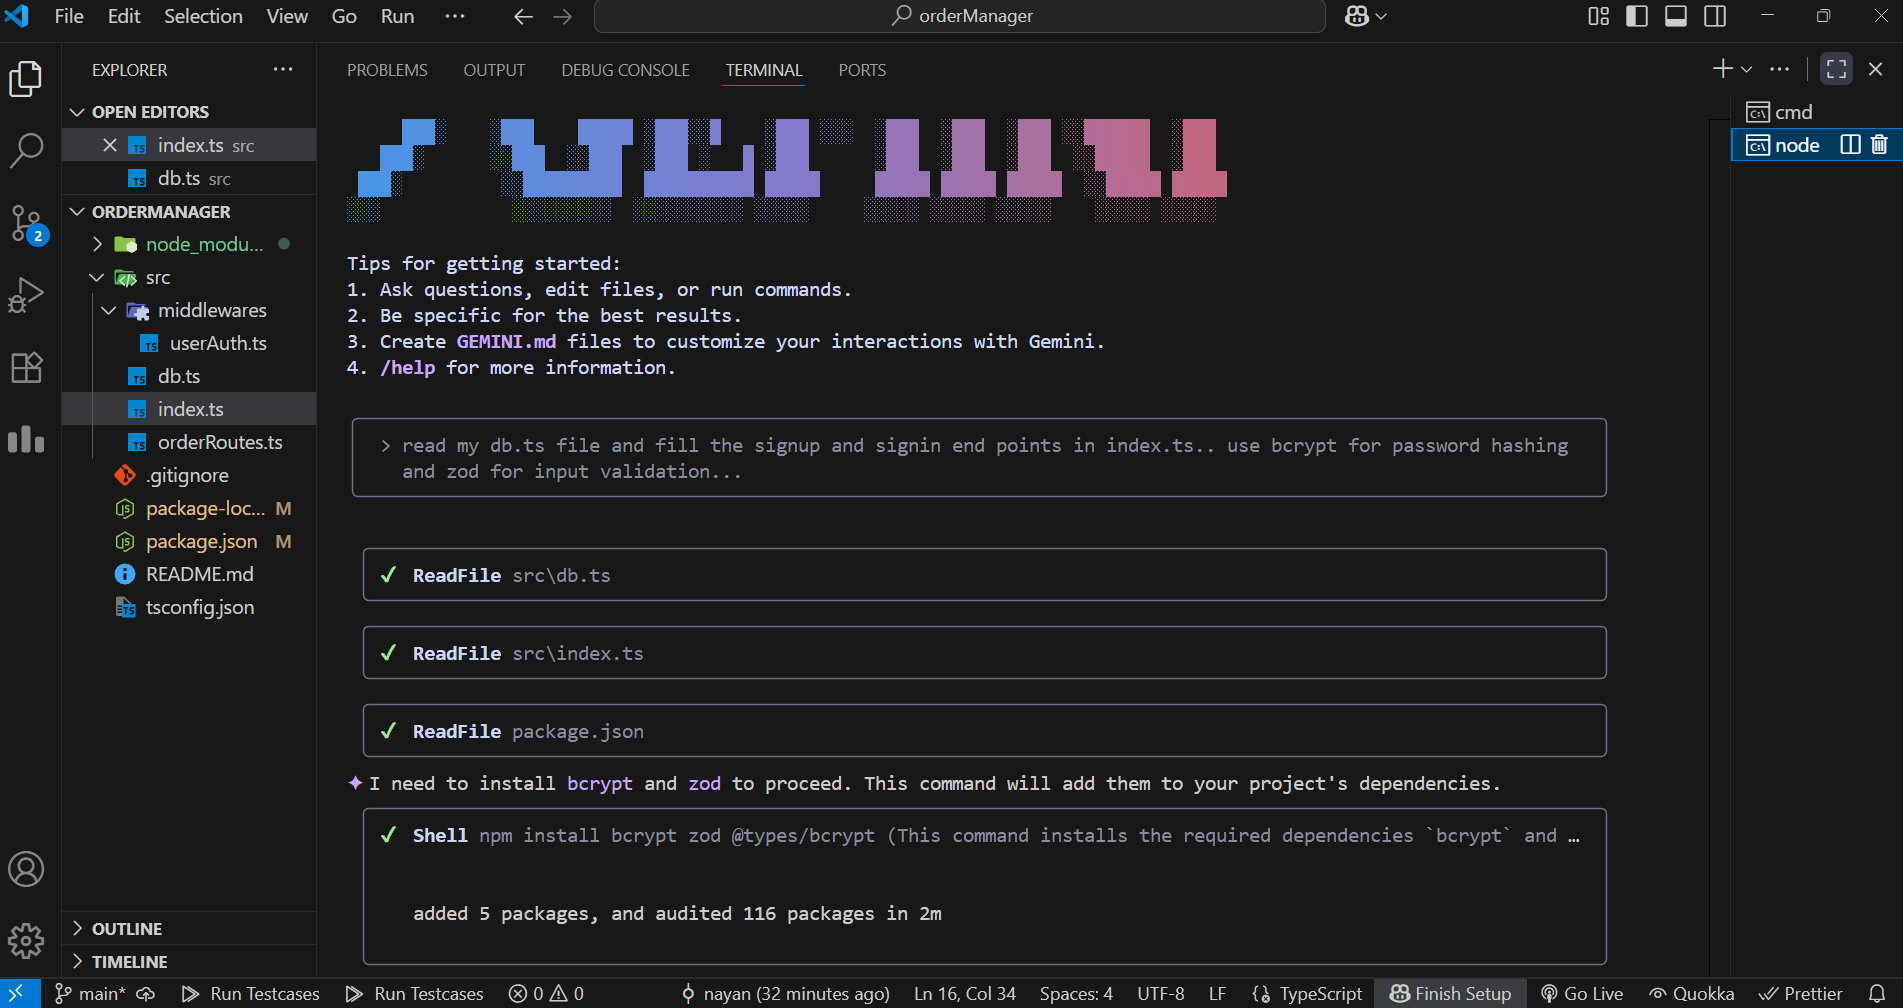 File Edit Selection View Go Run ···
orderManager
EXPLORER ···
OPEN EDITORS
index.ts src
db.ts src
ORDERMANAGER
node_modu...
src
middlewares
userAuth.ts
db.ts
index.ts
orderRoutes.ts
.gitignore
package-loc... M
package.json M
README.md
tsconfig.json
OUTLINE
TIMELINE
2
PROBLEMS OUTPUT DEBUG CONSOLE TERMINAL PORTS
cmd
node
Tips for getting started:
1. Ask questions, edit files, or run commands.
2. Be specific for the best results.
3. Create GEMINI.md files to customize your interactions with Gemini.
4. /help for more information.
> read my db.ts file and fill the signup and signin end points in index.ts.. use bcrypt for password hashing
and zod for input validation...
✓ ReadFile src\db.ts
✓ ReadFile src\index.ts
✓ ReadFile package.json
✦ I need to install bcrypt and zod to proceed. This command will add them to your project's dependencies.
✓ Shell npm install bcrypt zod @types/bcrypt (This command installs the required dependencies `bcrypt` and …
added 5 packages, and audited 116 packages in 2m
main* Run Testcases Run Testcases 0 0 nayan (32 minutes ago) Ln 16, Col 34 Spaces: 4 UTF-8 LF TypeScript Finish Setup Go Live Quokka Prettier